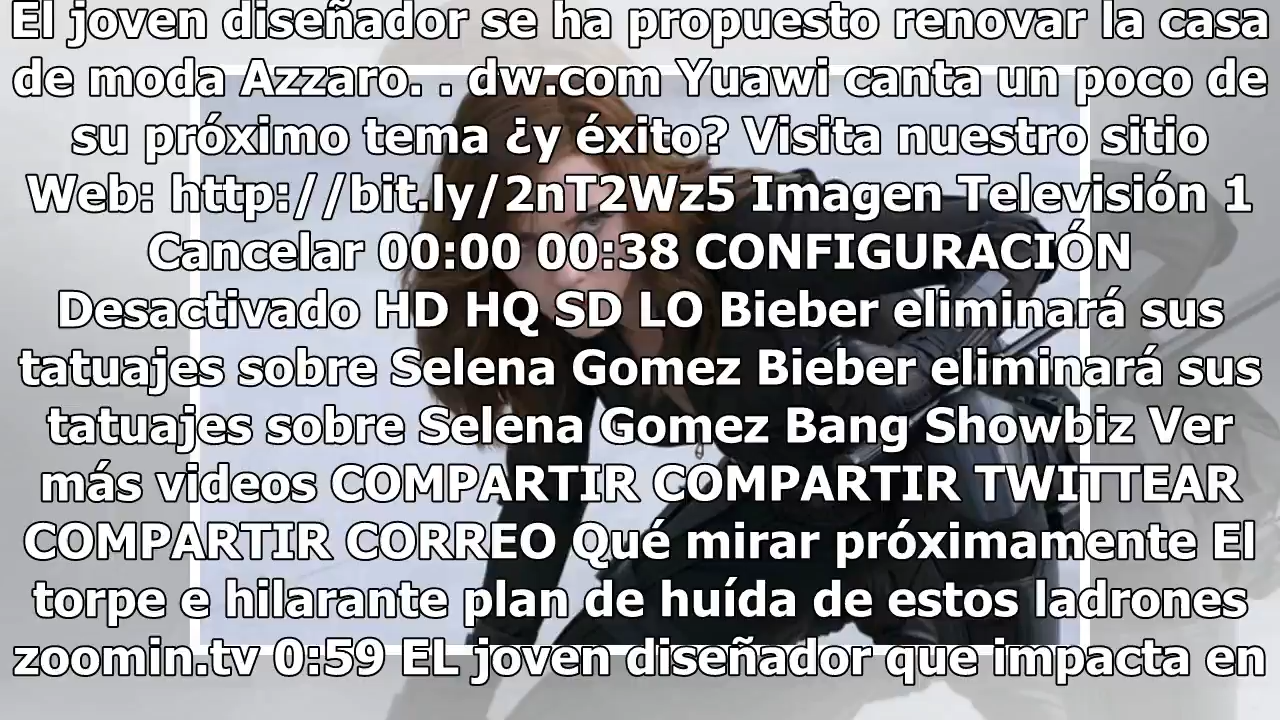 El joven diseñador se ha propuesto renovar la casa
de moda Azzaro. . dw.com Yuawi canta un poco de
su próximo tema ¿y éxito? Visita nuestro sitio
Web: http://bit.ly/2nT2Wz5 Imagen Televisión 1
Cancelar 00:00 00:38 CONFIGURACIÓN
Desactivado HD HQ SD LO Bieber eliminará sus
tatuajes sobre Selena Gomez Bieber eliminará sus
tatuajes sobre Selena Gomez Bang Showbiz Ver
más videos COMPARTIR COMPARTIR TWITTEAR
COMPARTIR CORREO Qué mirar próximamente El
torpe e hilarante plan de huída de estos ladrones
zoomin.tv 0:59 EL joven diseñador que impacta en